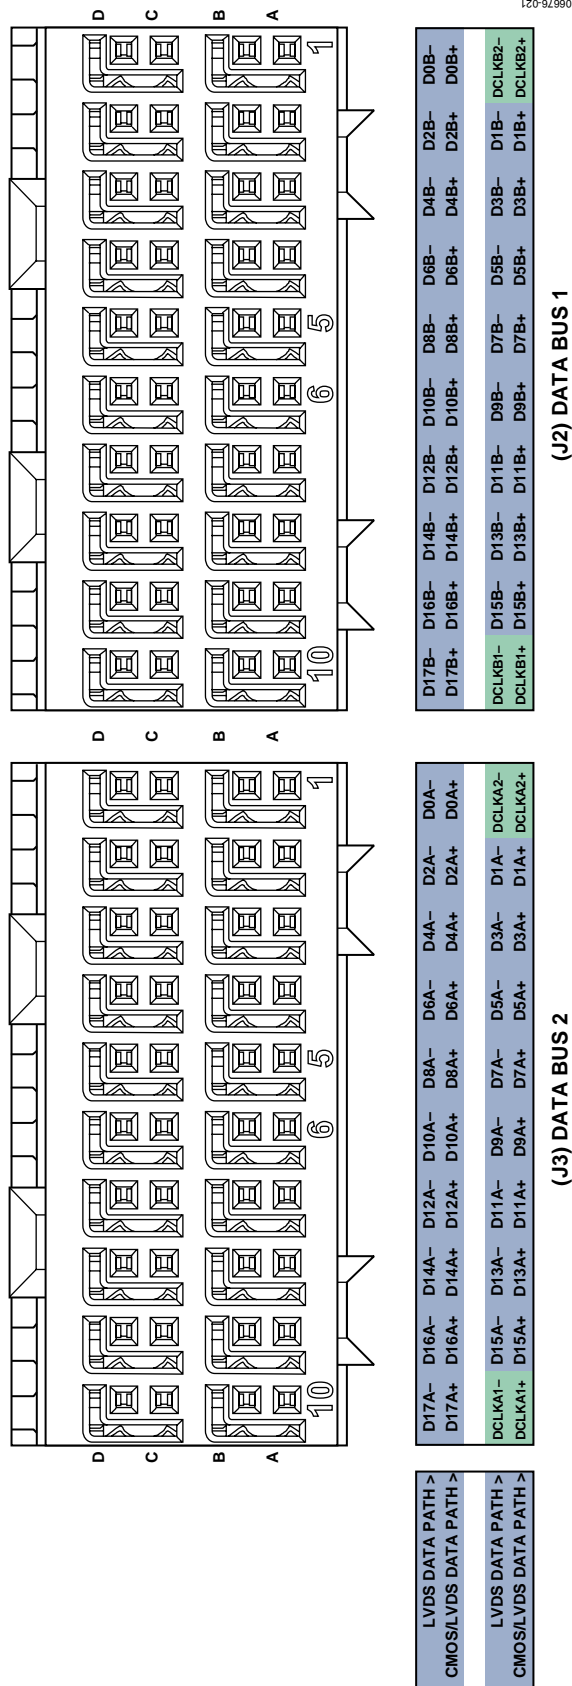 D D D
C C C
B B B
A A A
10 6 5 1 10 6 5 1
LVDS DATA PATH > D17A– D16A– D14A– D12A– D10A– D8A– D6A– D4A– D2A– D0A– D17B– D16B– D14B– D12B– D10B– D8B– D6B– D4B– D2B– D0B–
CMOS/LVDS DATA PATH > D17A+ D16A+ D14A+ D12A+ D10A+ D8A+ D6A+ D4A+ D2A+ D0A+ D17B+ D16B+ D14B+ D12B+ D10B+ D8B+ D6B+ D4B+ D2B+ D0B+
LVDS DATA PATH > DCLKA1– D15A– D13A– D11A– D9A– D7A– D5A– D3A– D1A– DCLKA2– DCLKB1– D15B– D13B– D11B– D9B– D7B– D5B– D3B– D1B– DCLKB2–
CMOS/LVDS DATA PATH > DCLKA1+ D15A+ D13A+ D11A+ D9A+ D7A+ D5A+ D3A+ D1A+ DCLKA2+ DCLKB1+ D15B+ D13B+ D11B+ D9B+ D7B+ D5B+ D3B+ D1B+ DCLKB2+
(J3) DATA BUS 2 (J2) DATA BUS 1
06676-021